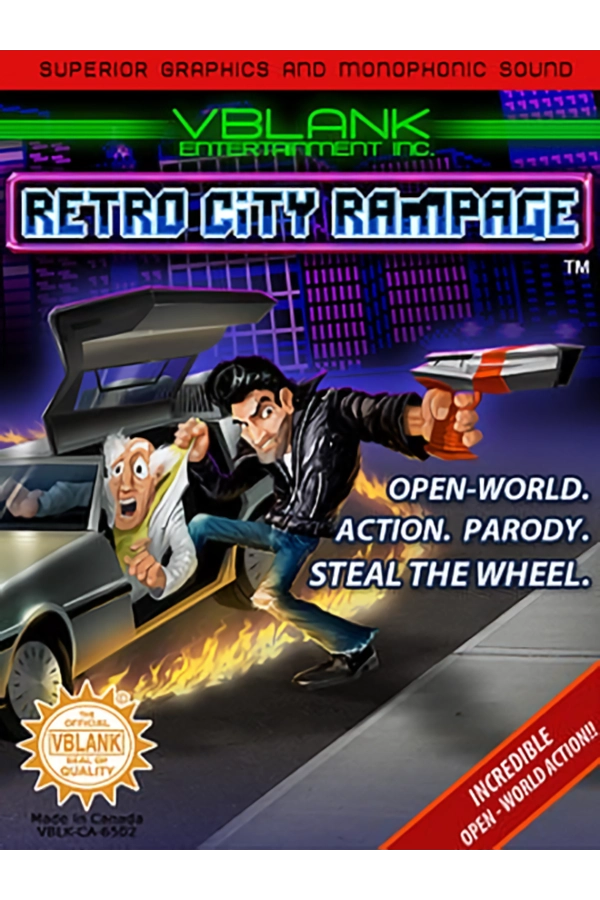 SUPERIOR GRAPHICS AND MONOPHONIC SOUND
VBLANK
ENTERTAINMENT INC.
RETRO CITY RAMPAGE
TM
OPEN-WORLD.
ACTION. PARODY.
STEAL THE WHEEL.
THE
OFFICIAL
VBLANK
SEAL OF
QUALITY
©
Made in Canada
VBLK-CA-6502
INCREDIBLE
OPEN-WORLD ACTION!!